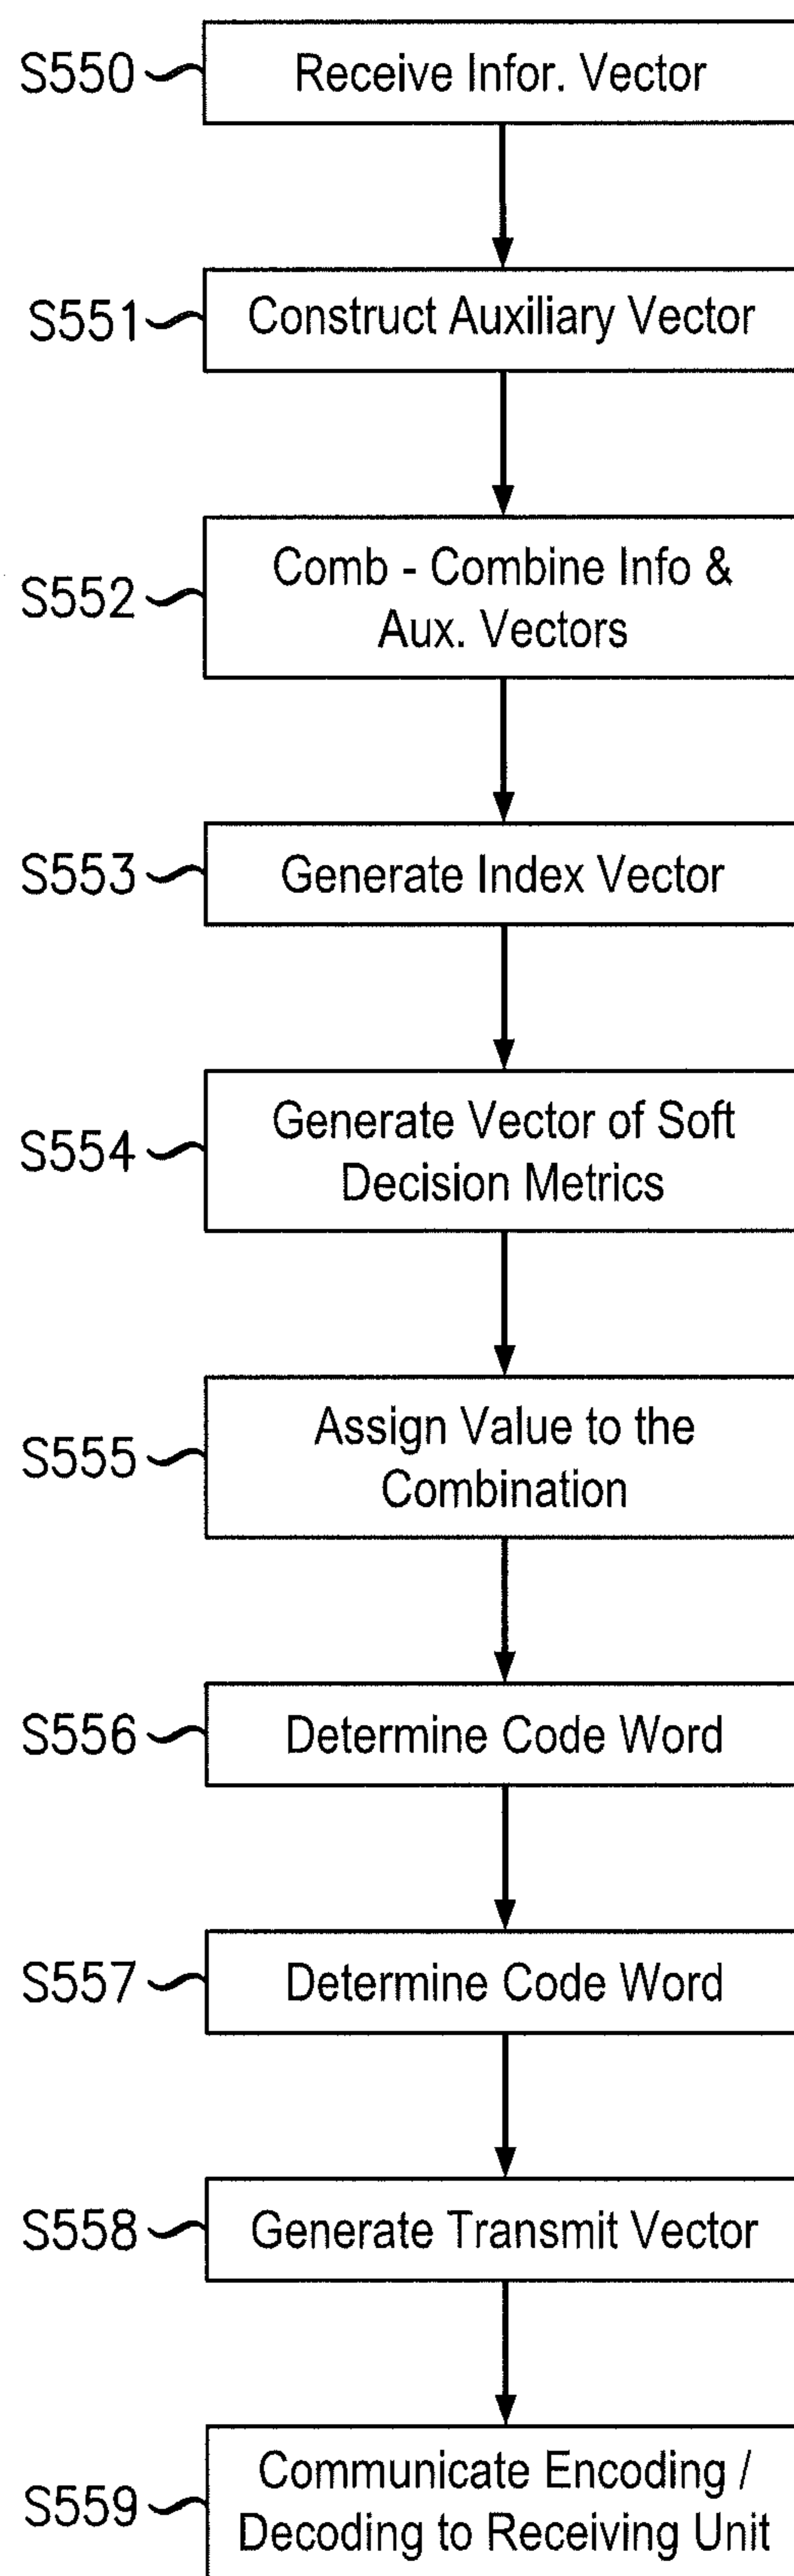 S550 Receive Infor. Vector
S551 Construct Auxiliary Vector
S552 Comb - Combine Info &
Aux. Vectors
S553 Generate Index Vector
S554 Generate Vector of Soft
Decision Metrics
S555 Assign Value to the
Combination
S556 Determine Code Word
S557 Determine Code Word
S558 Generate Transmit Vector
S559 Communicate Encoding /
Decoding to Receiving Unit